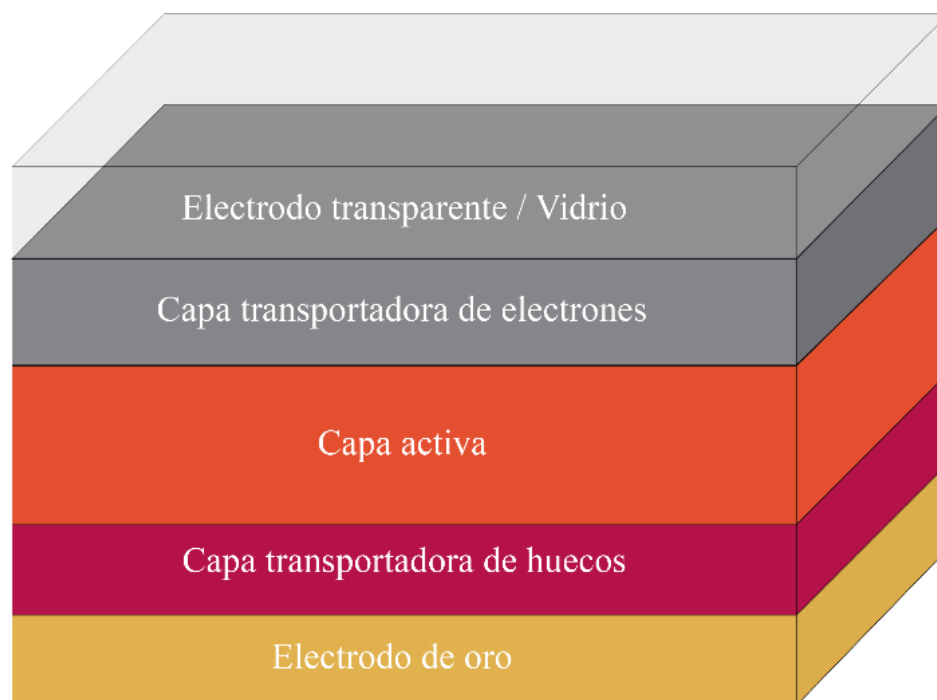 Electrodo transparente / Vidrio
Capa transportadora de electrones
Capa activa
Capa transportadora de huecos
Electrodo de oro